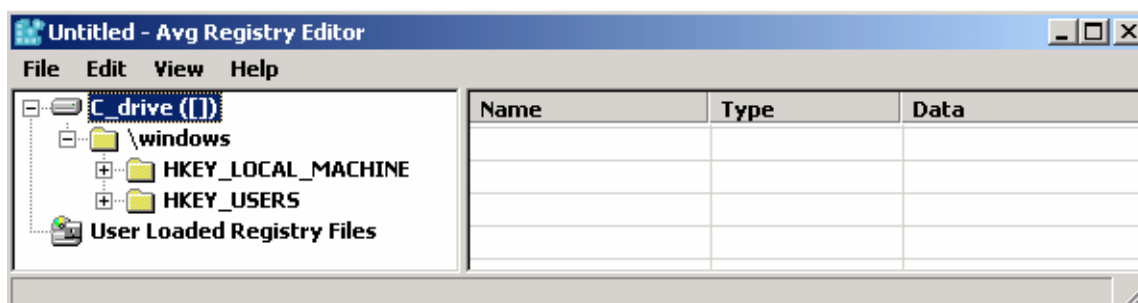 Untitled - Avg Registry Editor
File Edit View Help
C_drive ([])
\windows
HKEY_LOCAL_MACHINE
HKEY_USERS
User Loaded Registry Files
Name Type Data